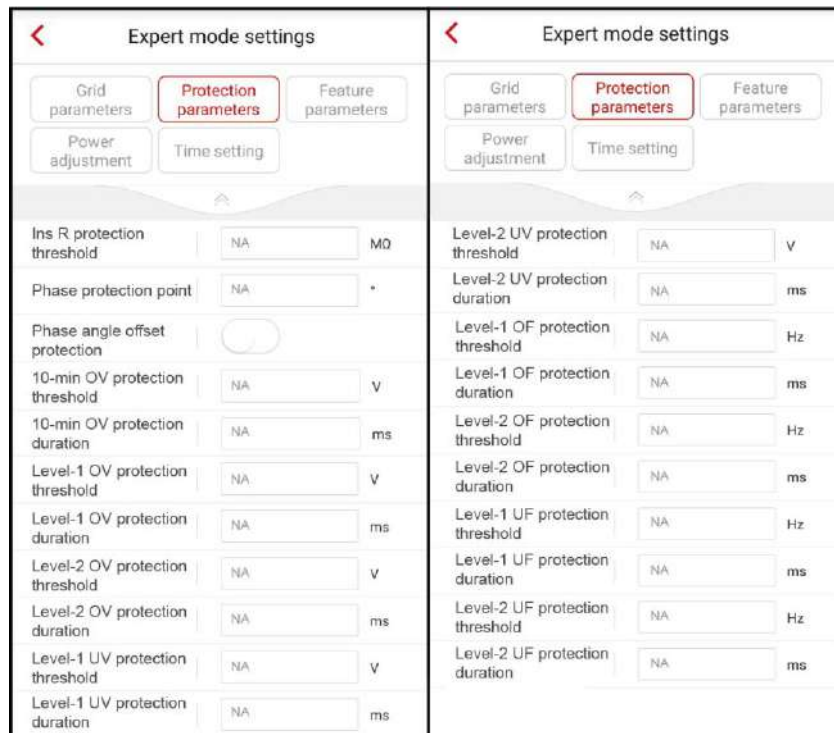 Expert mode settings
Grid
parameters
Protection
parameters
Feature
parameters
Power
adjustment
Time setting
Ins R protection
threshold
NA
MΩ
Phase protection point
NA
°
Phase angle offset
protection
10-min OV protection
threshold
NA
V
10-min OV protection
duration
NA
ms
Level-1 OV protection
threshold
NA
V
Level-1 OV protection
duration
NA
ms
Level-2 OV protection
threshold
NA
V
Level-2 OV protection
duration
NA
ms
Level-1 UV protection
threshold
NA
V
Level-1 UV protection
duration
NA
ms
Expert mode settings
Grid
parameters
Protection
parameters
Feature
parameters
Power
adjustment
Time setting
Level-2 UV protection
threshold
NA
V
Level-2 UV protection
duration
NA
ms
Level-1 OF protection
threshold
NA
Hz
Level-1 OF protection
duration
NA
ms
Level-2 OF protection
threshold
NA
Hz
Level-2 OF protection
duration
NA
ms
Level-1 UF protection
threshold
NA
Hz
Level-1 UF protection
duration
NA
ms
Level-2 UF protection
threshold
NA
Hz
Level-2 UF protection
duration
NA
ms